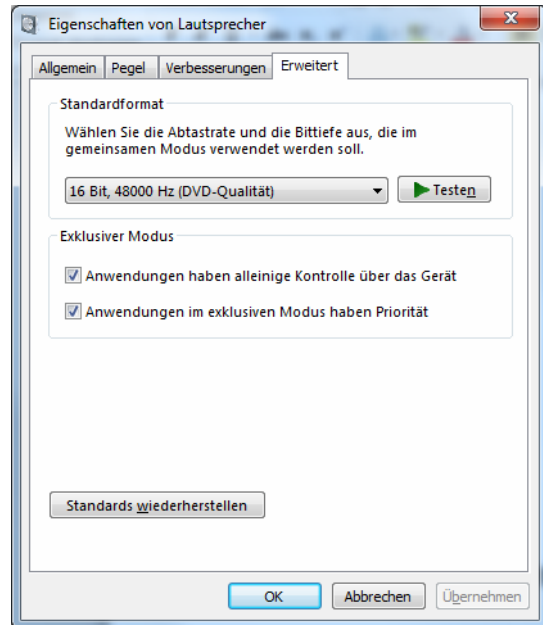 Eigenschaften von Lautsprecher
Allgemein Pegel Verbesserungen Erweitert
Standardformat
Wählen Sie die Abtastrate und die Bittiefe aus, die im
gemeinsamen Modus verwendet werden soll.
16 Bit, 48000 Hz (DVD-Qualität) Testen
Exklusiver Modus
Anwendungen haben alleinige Kontrolle über das Gerät
Anwendungen im exklusiven Modus haben Priorität
Standards wiederherstellen
OK Abbrechen Übernehmen